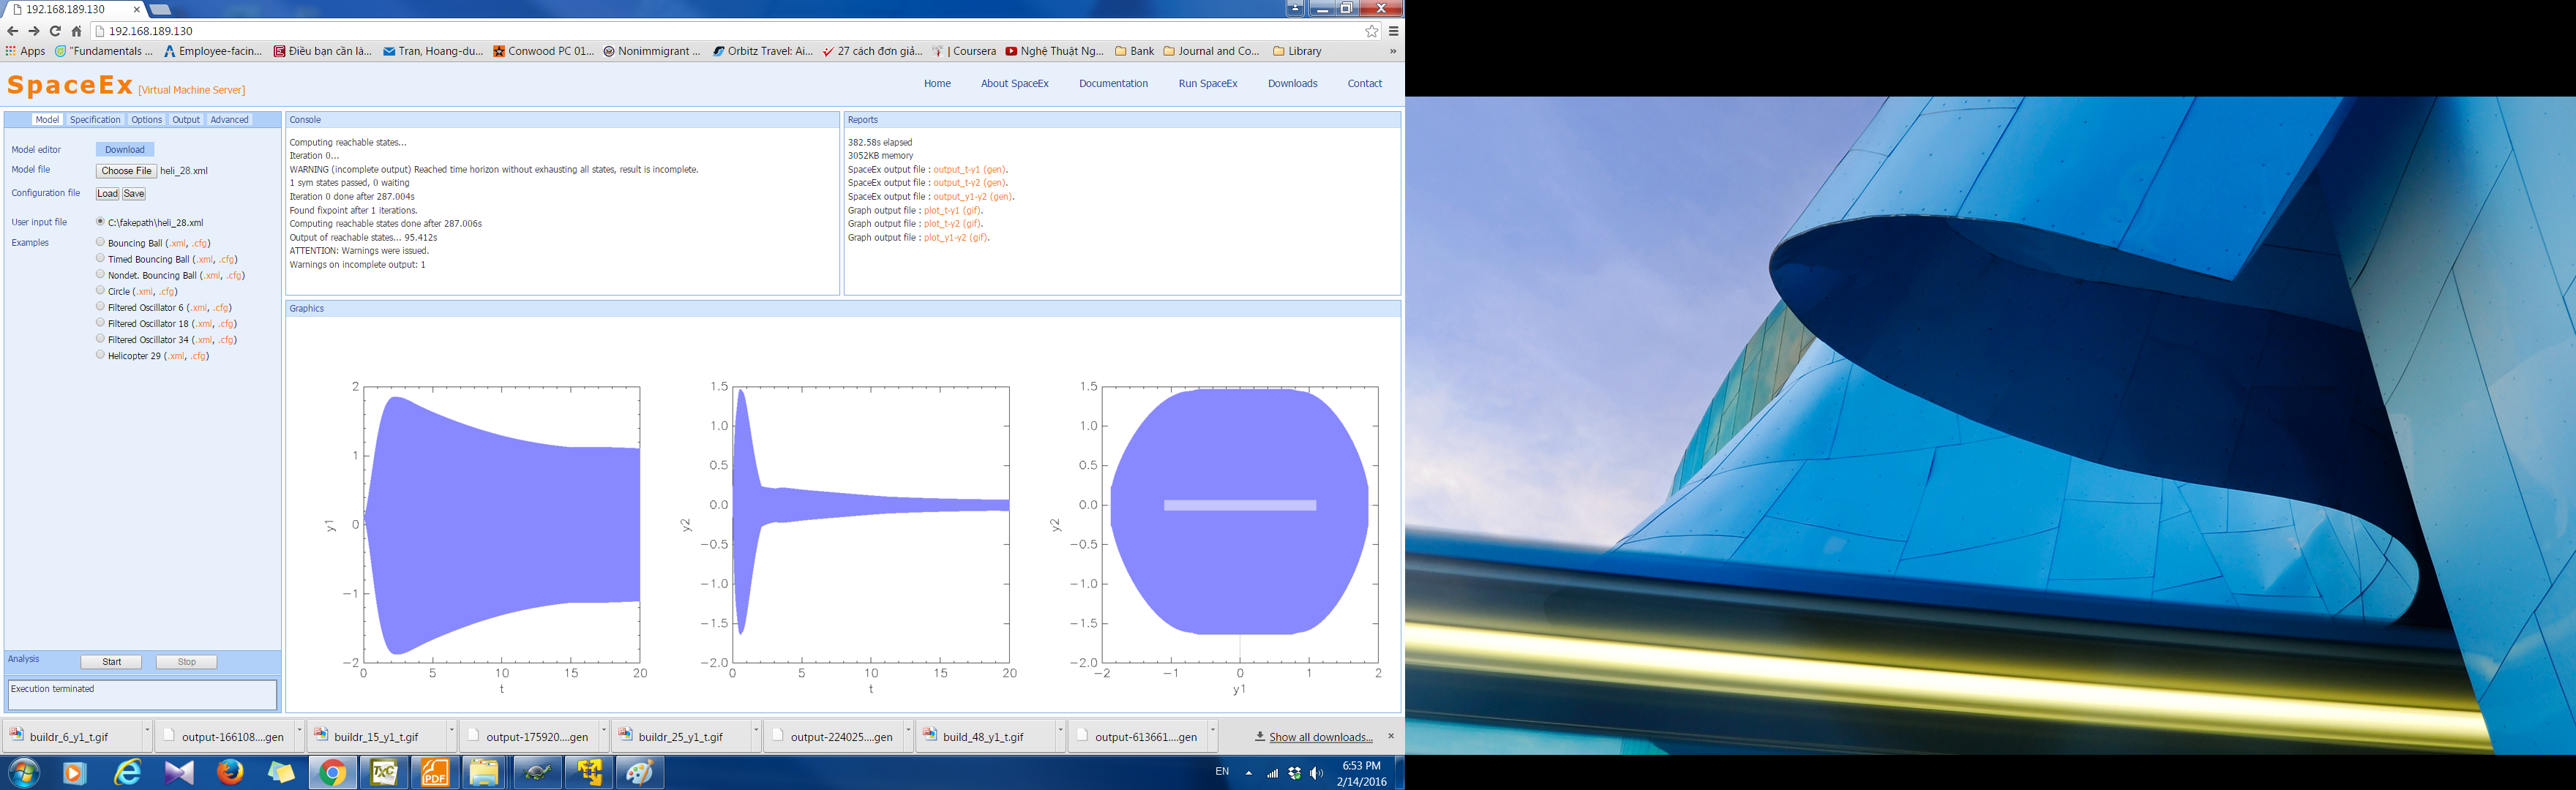 192.168.189.130
192.168.189.130
Apps "Fundamentals ... Employee-facin... Điều bạn cần là... Tran, Hoang-du... Conwood PC 01... Nonimmigrant ... Orbitz Travel: Ai... 27 cách đơn giả... | Coursera Nghệ Thuật Ng... Bank Journal and Co... Library »
SpaceEx [Virtual Machine Server]
Home About SpaceEx Documentation Run SpaceEx Downloads Contact
Model Specification Options Output Advanced
Model editor Download
Model file Choose File heli_28.xml
Configuration file Load Save
User input file C:\fakepath\heli_28.xml
Examples Bouncing Ball (.xml, .cfg)
Timed Bouncing Ball (.xml, .cfg)
Nondet. Bouncing Ball (.xml, .cfg)
Circle (.xml, .cfg)
Filtered Oscillator 6 (.xml, .cfg)
Filtered Oscillator 18 (.xml, .cfg)
Filtered Oscillator 34 (.xml, .cfg)
Helicopter 29 (.xml, .cfg)
Analysis Start Stop
Execution terminated
Console
Computing reachable states...
Iteration 0...
WARNING (incomplete output) Reached time horizon without exhausting all states, result is incomplete.
1 sym states passed, 0 waiting
Iteration 0 done after 287.004s
Found fixpoint after 1 iterations.
Computing reachable states done after 287.006s
Output of reachable states... 95.412s
ATTENTION: Warnings were issued.
Warnings on incomplete output: 1
Reports
382.58s elapsed
3052KB memory
SpaceEx output file : output_t-y1 (gen).
SpaceEx output file : output_t-y2 (gen).
SpaceEx output file : output_y1-y2 (gen).
Graph output file : plot_t-y1 (gif).
Graph output file : plot_t-y2 (gif).
Graph output file : plot_y1-y2 (gif).
Graphics
2
1
0
−1
−2
y1
0 5 10 15 20
t
1.5
1.0
0.5
0.0
−0.5
−1.0
−1.5
−2.0
y2
0 5 10 15 20
t
1.5
1.0
0.5
0.0
−0.5
−1.0
−1.5
−2.0
y2
−2 −1 0 1 2
y1
buildr_6_y1_t.gif output-166108....gen buildr_15_y1_t.gif output-175920....gen buildr_25_y1_t.gif output-224025....gen build_48_y1_t.gif output-613661....gen Show all downloads...
TXC PDF
EN 6:53 PM
2/14/2016